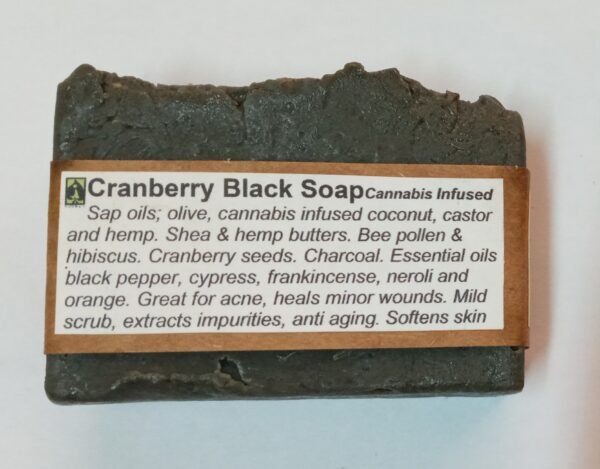 Cranberry Black Soap Cannabis Infused
Sap oils; olive, cannabis infused coconut, castor
and hemp. Shea & hemp butters. Bee pollen &
hibiscus. Cranberry seeds. Charcoal. Essential oils
black pepper, cypress, frankincense, neroli and
orange. Great for acne, heals minor wounds. Mild
scrub, extracts impurities, anti aging. Softens skin